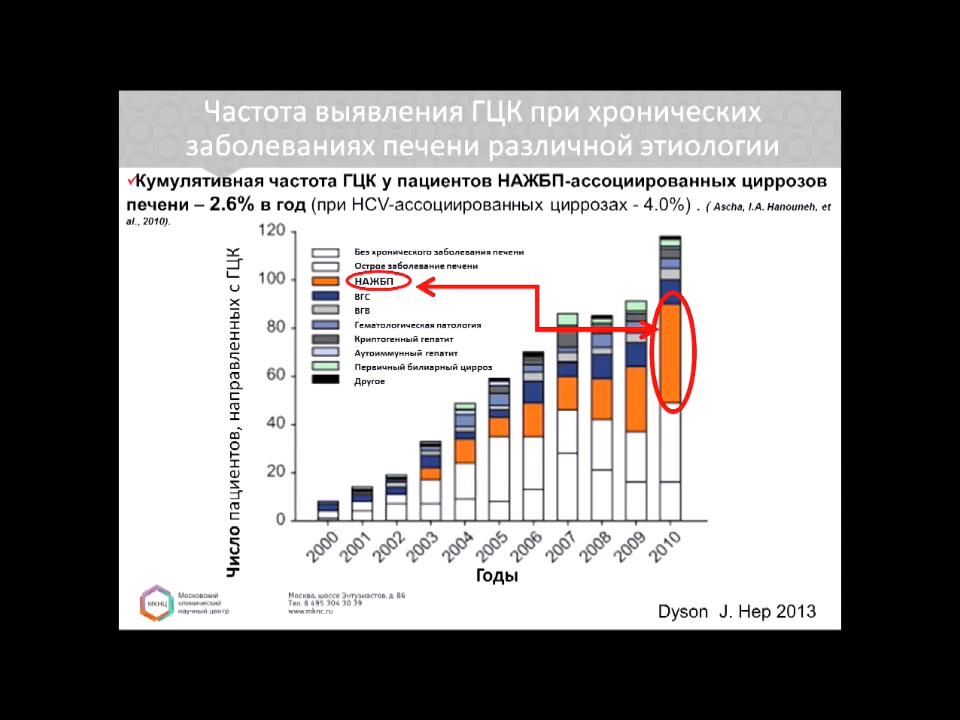 Частота выявления ГЦК при хронических
заболеваниях печени различной этиологии
Кумулятивная частота ГЦК у пациентов НАЖБП-ассоциированных циррозов
печени – 2.6% в год (при HCV-ассоциированных циррозах - 4.0%) . ( Ascha, I.A. Hanouneh, et
al., 2010).
Число пациентов, направленных с ГЦК
120
100
80
60
40
20
0
Без хронического заболевания печени
Острое заболевание печени
НАЖБП
ВГС
ВГВ
Гематологическая патология
Криптогенный гепатит
Аутоиммунный гепатит
Первичный билиарный цирроз
Другое
2000
2001
2002
2003
2004
2005
2006
2007
2008
2009
2010
Годы
МКНЦ
Московский
клинический
научный центр
Москва, шоссе Энтузиастов, д. 86
Тел. 8 495 304 30 39
www.mknc.ru
Dyson J. Hep 2013